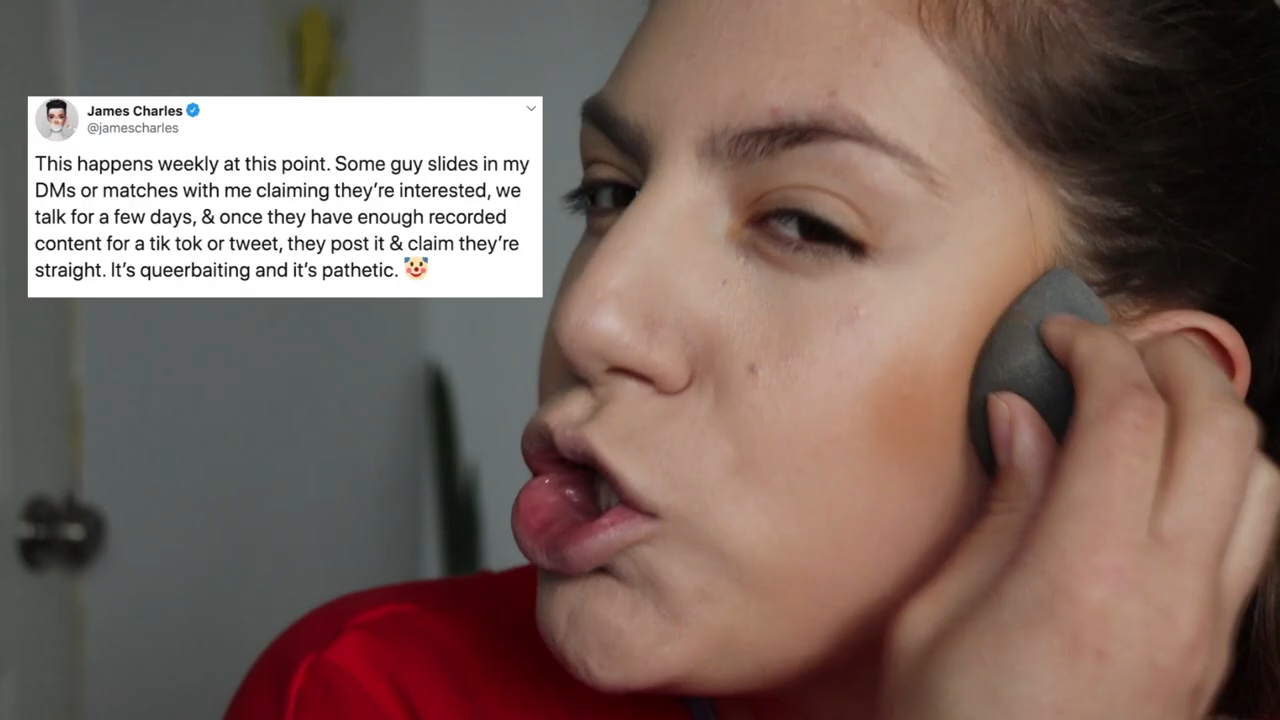 James Charles
@jamescharles
This happens weekly at this point. Some guy slides in my
DMs or matches with me claiming they’re interested, we
talk for a few days, & once they have enough recorded
content for a tik tok or tweet, they post it & claim they’re
straight. It’s queerbaiting and it’s pathetic. 🤡